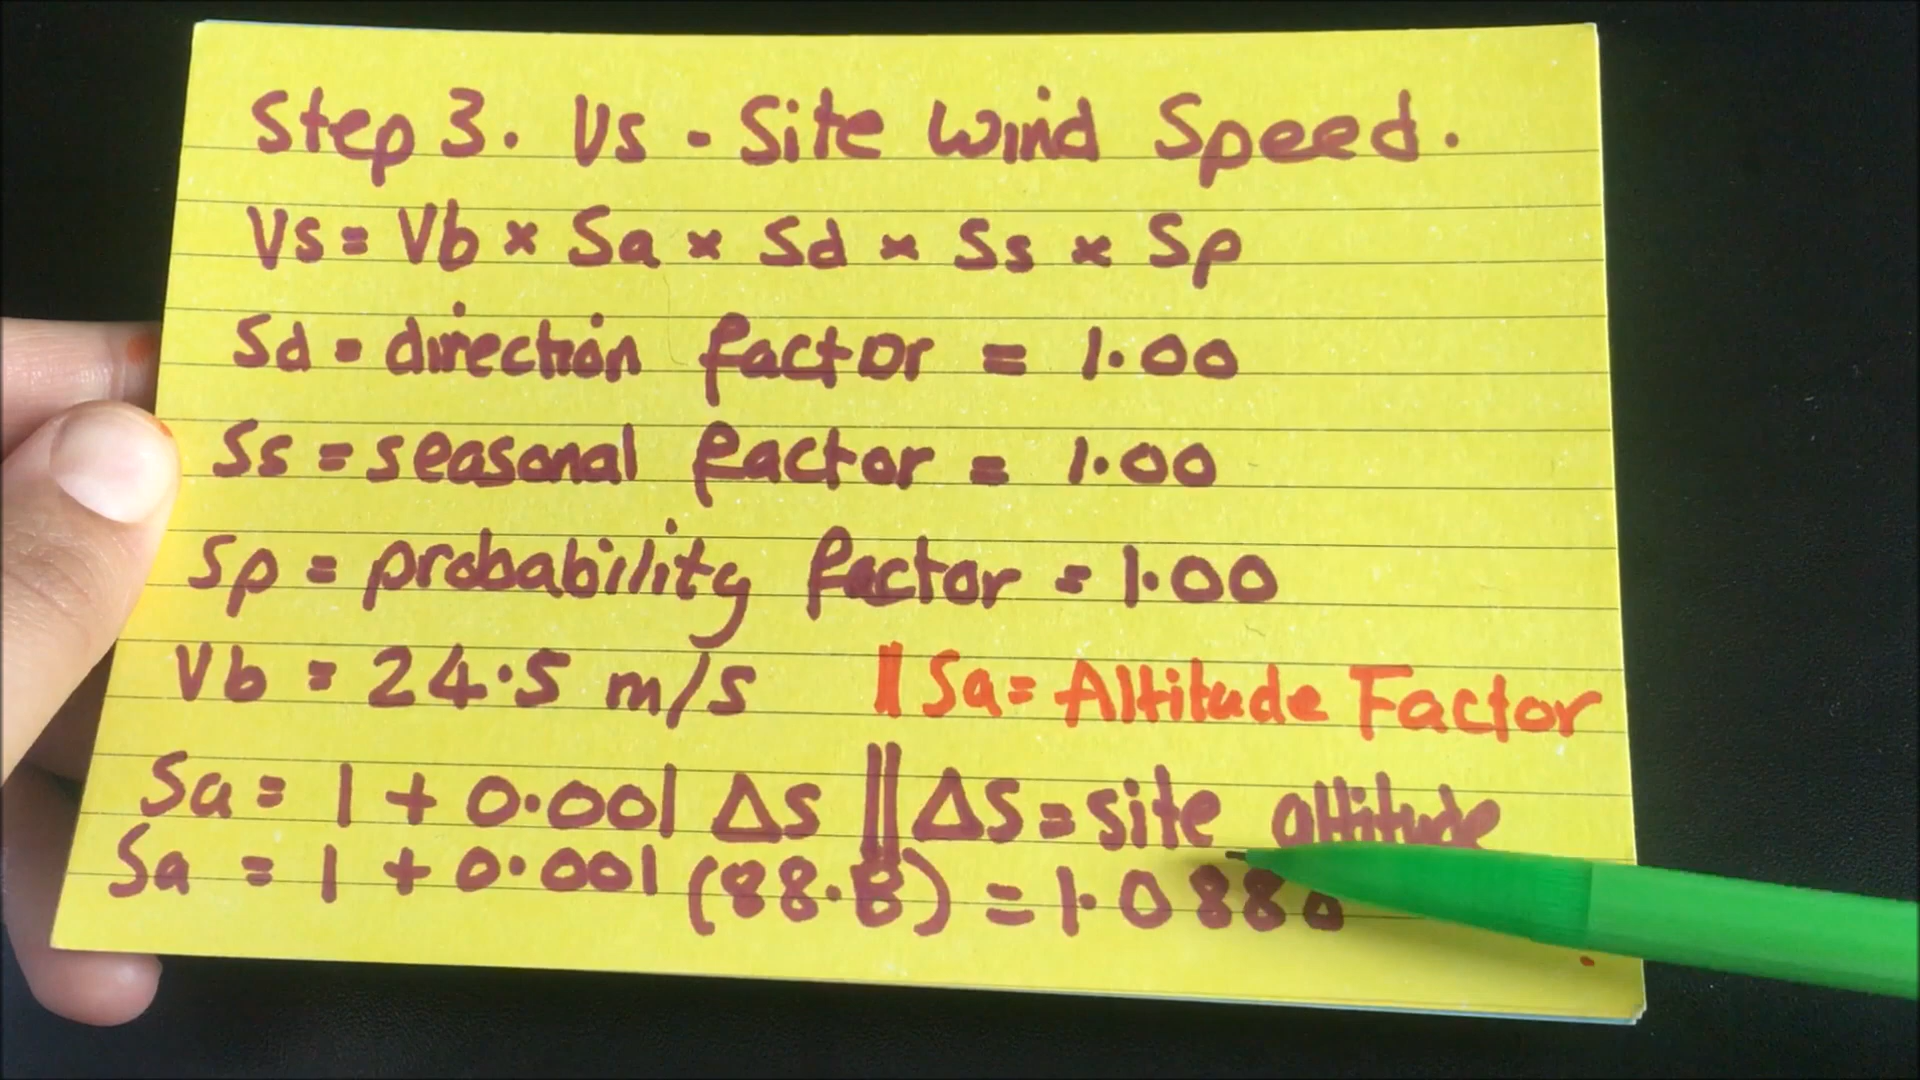 Step 3. Vs - Site Wind Speed.
Vs = Vb × Sa × Sd × Ss × Sp
Sd = direction factor = 1.00
Ss = seasonal factor = 1.00
Sp = probability factor = 1.00
Vb = 24.5 m/s || Sa = Altitude Factor
Sa = 1 + 0.001 Δs || Δs = site altitude
Sa = 1 + 0.001 (88.8) = 1.088